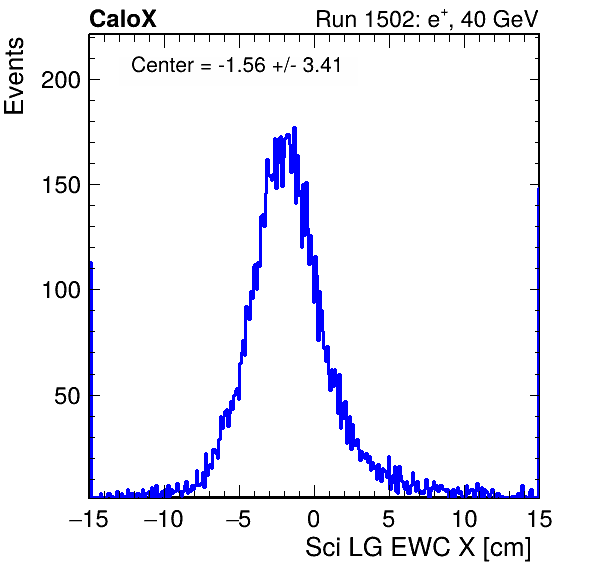 CaloX Run 1502: e⁺, 40 GeV
Center = -1.56 +/- 3.41
Events
200
150
100
50
−15 −10 −5 0 5 10 15
Sci LG EWC X [cm]